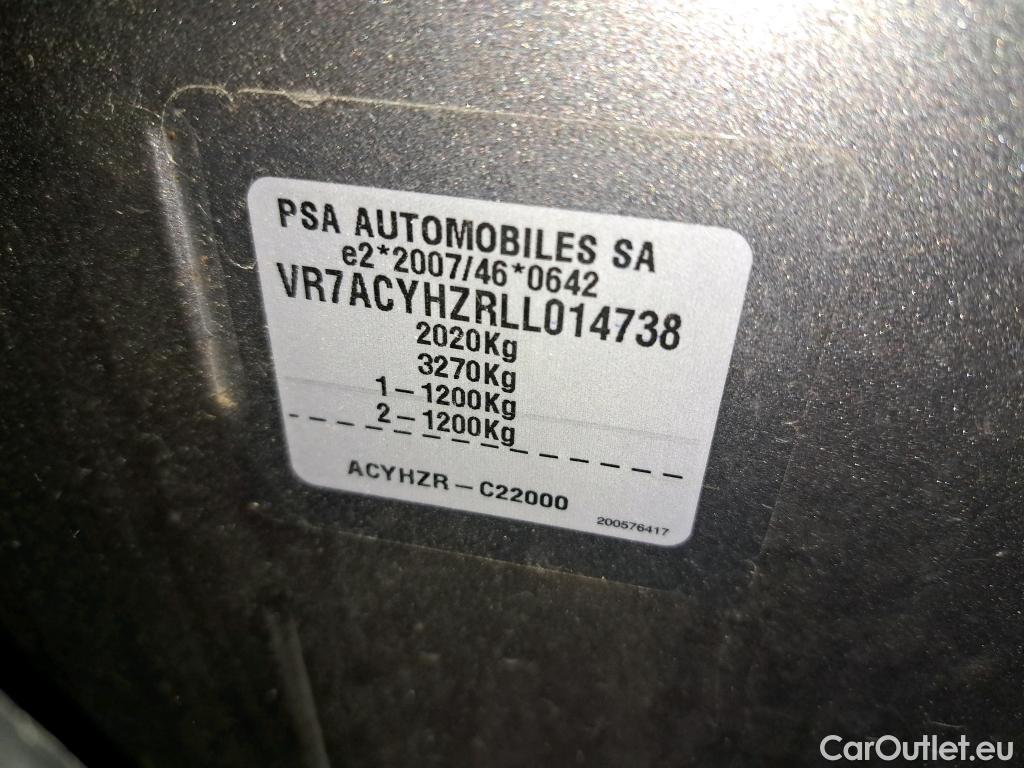 PSA AUTOMOBILES SA
e2*2007/46*0642
VR7ACYHZRLL014738
2020Kg
3270Kg
1-1200Kg
2-1200Kg
ACYHZR-C22000
200576417
CarOutlet.eu